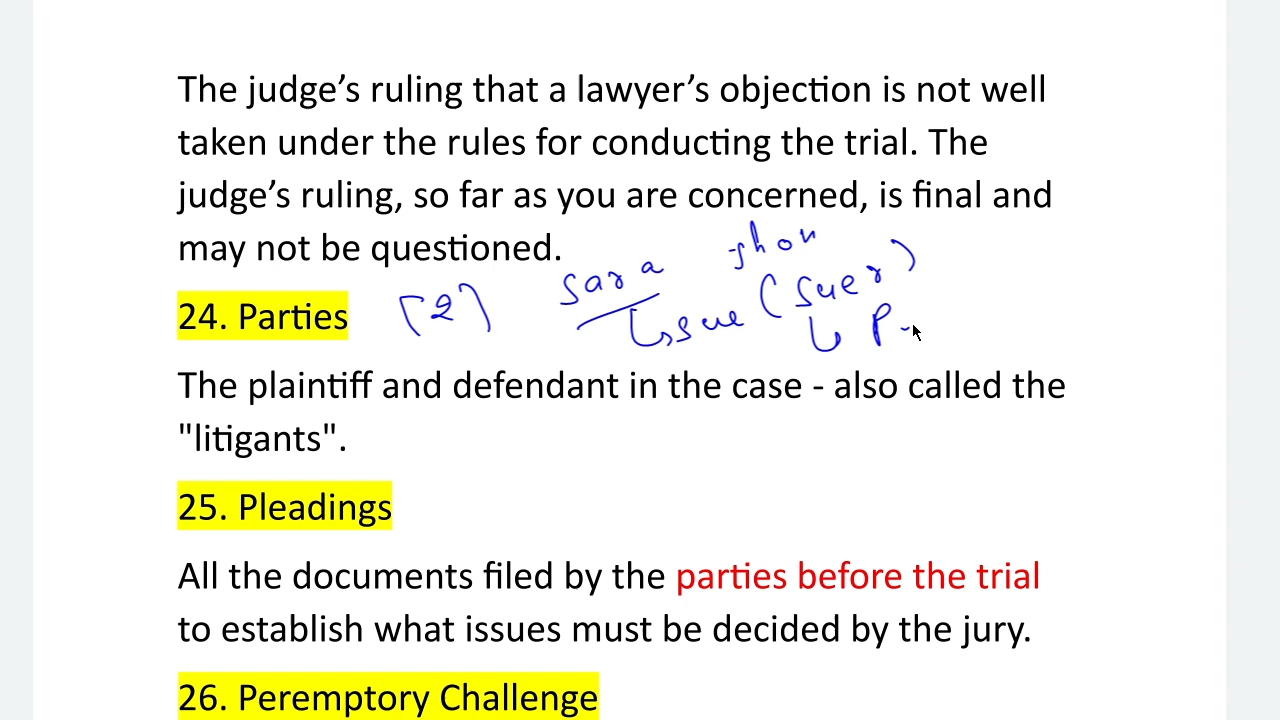 The judge’s ruling that a lawyer’s objection is not well
taken under the rules for conducting the trial. The
judge’s ruling, so far as you are concerned, is final and
may not be questioned.
24. Parties [2] Sara issue (suer) P
The plaintiff and defendant in the case - also called the
"litigants".
25. Pleadings
All the documents filed by the parties before the trial
to establish what issues must be decided by the jury.
26. Peremptory Challenge